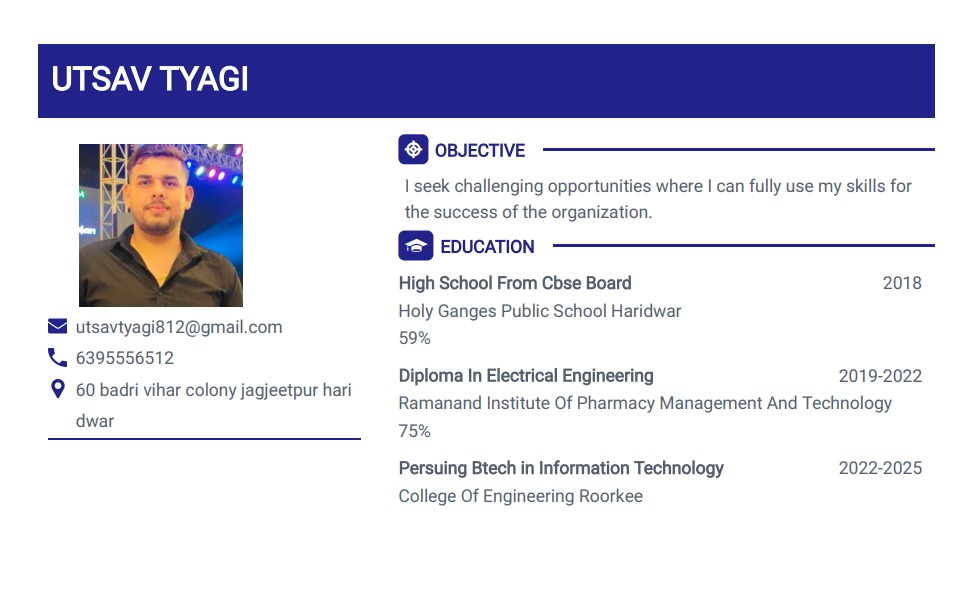 UTSAV TYAGI
utsavtyagi812@gmail.com
6395556512
60 badri vihar colony jagjeetpur hari
dwar
OBJECTIVE
I seek challenging opportunities where I can fully use my skills for
the success of the organization.
EDUCATION
High School From Cbse Board 2018
Holy Ganges Public School Haridwar
59%
Diploma In Electrical Engineering 2019-2022
Ramanand Institute Of Pharmacy Management And Technology
75%
Persuing Btech in Information Technology 2022-2025
College Of Engineering Roorkee